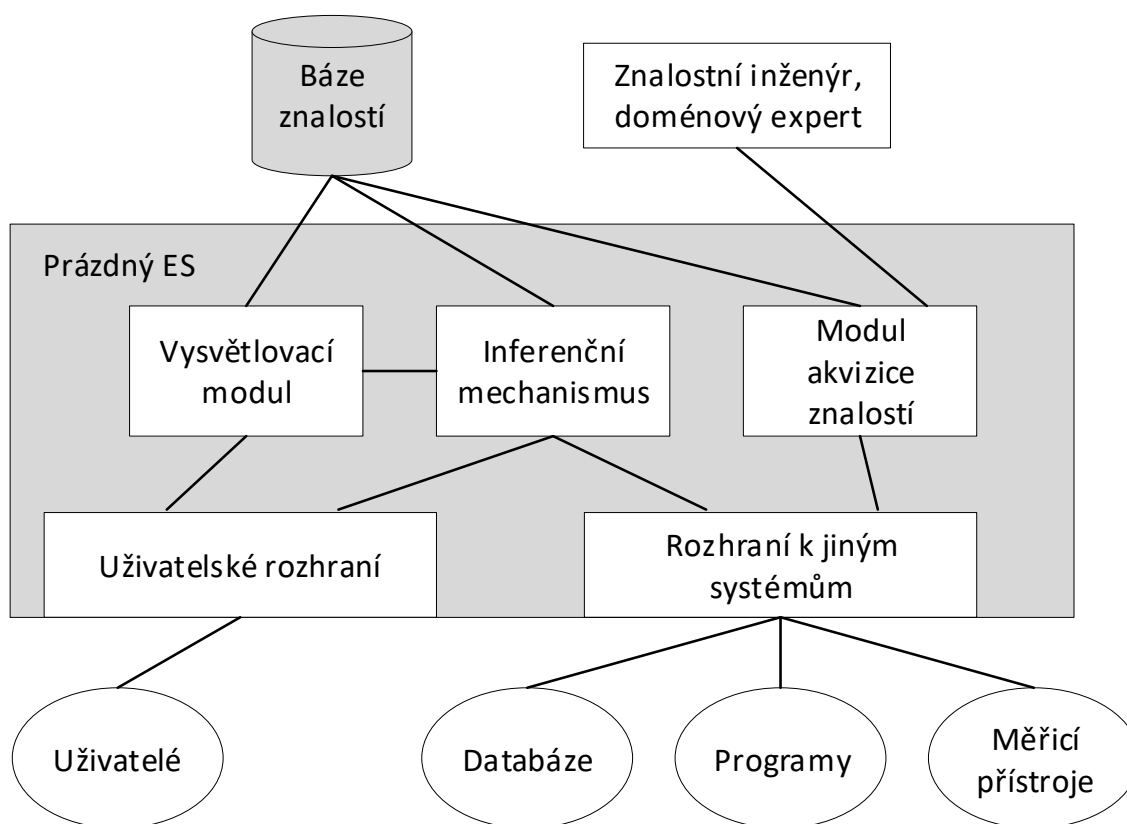 Báze
znalostí
Znalostní inženýr,
doménový expert
Prázdný ES
Vysvětlovací
modul
Inferenční
mechanismus
Modul
akvizice
znalostí
Uživatelské rozhraní
Rozhraní k jiným
systémům
Uživatelé
Databáze
Programy
Měřicí
přístroje